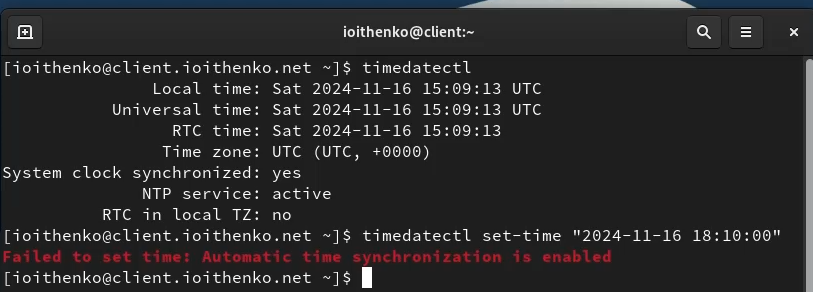 ioithenko@client:~
[ioithenko@client.ioithenko.net ~]$ timedatectl
               Local time: Sat 2024-11-16 15:09:13 UTC
           Universal time: Sat 2024-11-16 15:09:13 UTC
                 RTC time: Sat 2024-11-16 15:09:13
                Time zone: UTC (UTC, +0000)
System clock synchronized: yes
              NTP service: active
          RTC in local TZ: no
[ioithenko@client.ioithenko.net ~]$ timedatectl set-time "2024-11-16 18:10:00"
Failed to set time: Automatic time synchronization is enabled
[ioithenko@client.ioithenko.net ~]$